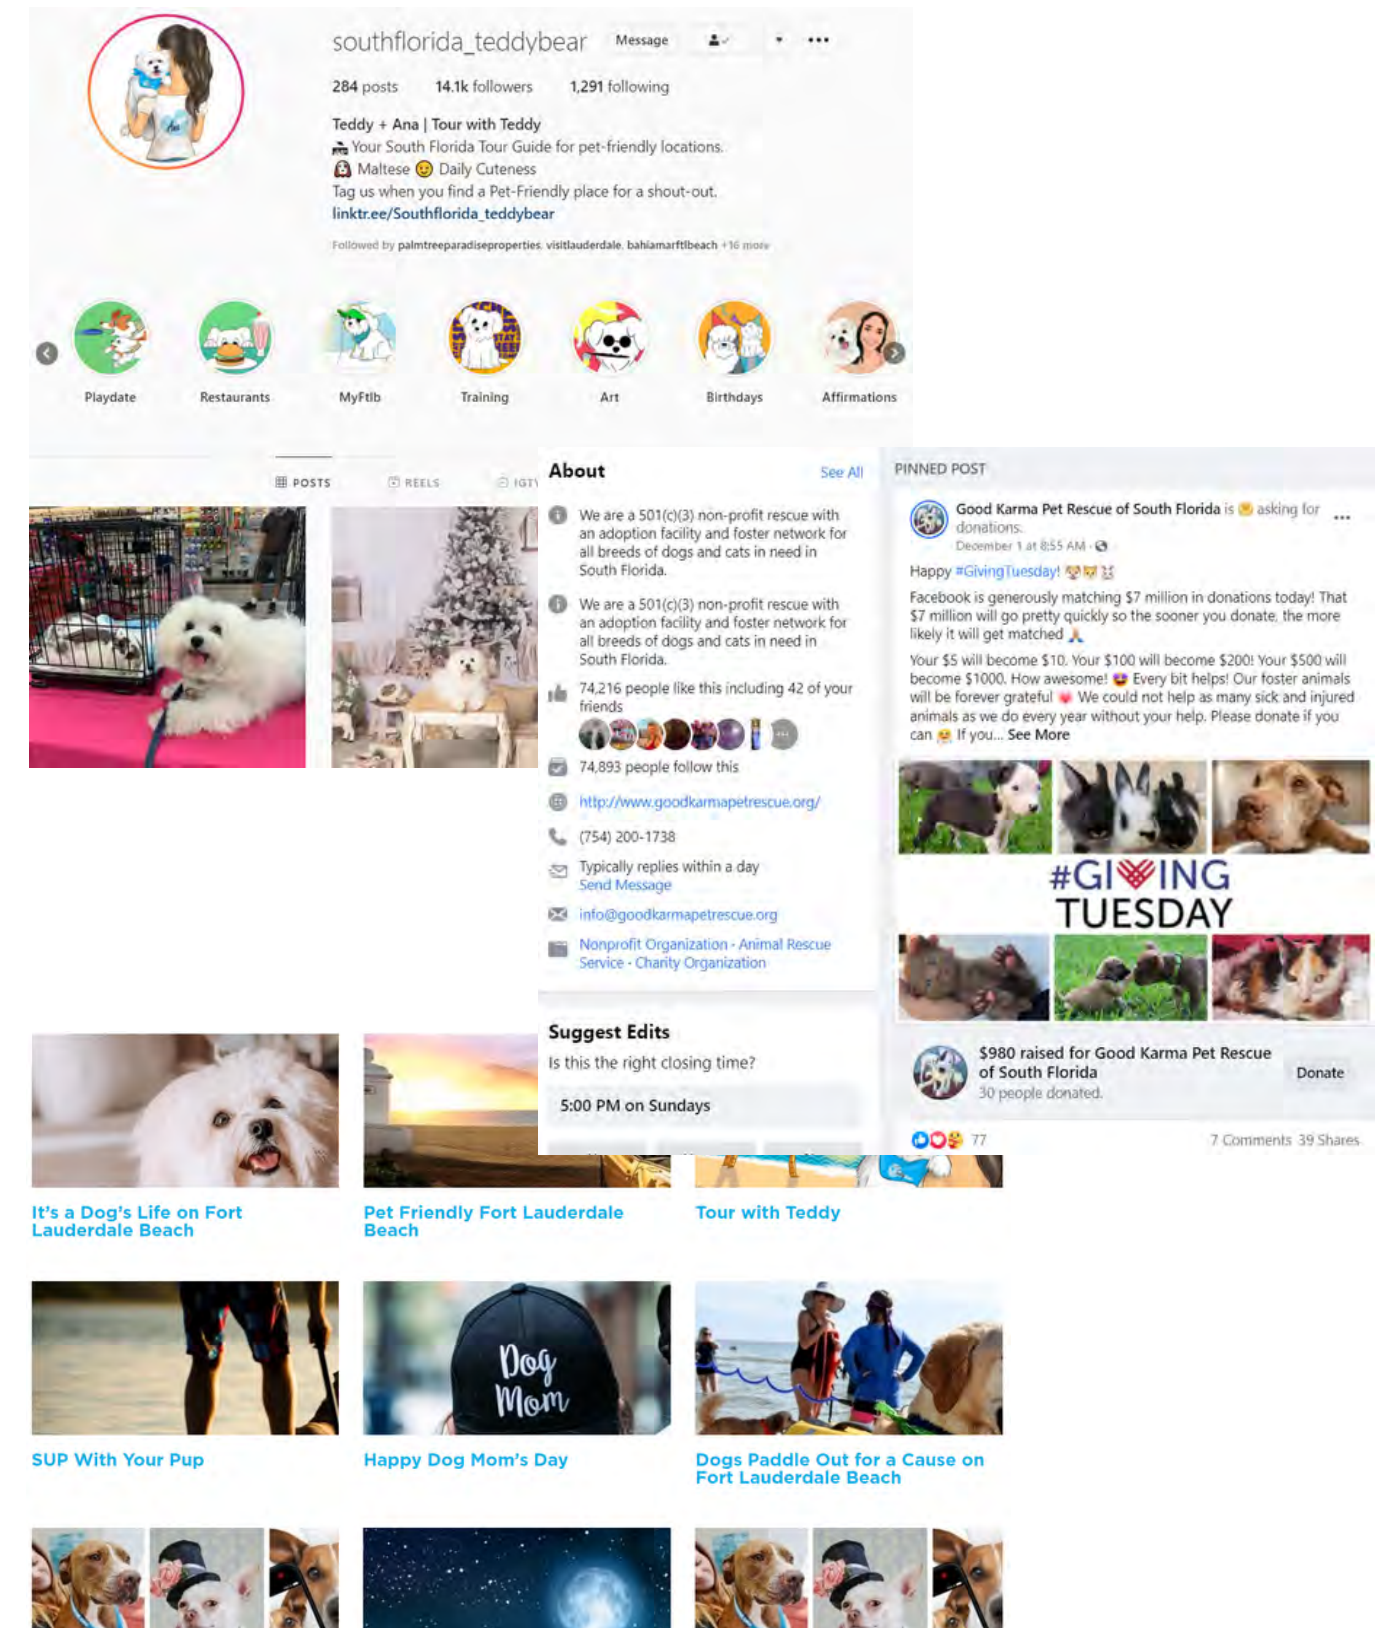 southflorida_teddybear Message
284 posts 14.1k followers 1,291 following
Teddy + Ana | Tour with Teddy
Your South Florida Tour Guide for pet-friendly locations.
Maltese 😉 Daily Cuteness
Tag us when you find a Pet-Friendly place for a shout-out.
linktr.ee/Southflorida_teddybear
Followed by palmtreeparadiseproperties, visitlauderdale, bahiamarftlbeach +16 more
Playdate Restaurants MyFtlb Training Art Birthdays Affirmations
POSTS REELS IGTV
About See All
We are a 501(c)(3) non-profit rescue with
an adoption facility and foster network for
all breeds of dogs and cats in need in
South Florida.
We are a 501(c)(3) non-profit rescue with
an adoption facility and foster network for
all breeds of dogs and cats in need in
South Florida.
74,216 people like this including 42 of your
friends
74,893 people follow this
http://www.goodkarmapetrescue.org/
(754) 200-1738
Typically replies within a day
Send Message
info@goodkarmapetrescue.org
Nonprofit Organization · Animal Rescue
Service · Charity Organization
Suggest Edits
Is this the right closing time?
5:00 PM on Sundays
PINNED POST
Good Karma Pet Rescue of South Florida is asking for
donations.
December 1 at 8:55 AM ·
Happy #GivingTuesday!
Facebook is generously matching $7 million in donations today! That
$7 million will go pretty quickly so the sooner you donate, the more
likely it will get matched
Your $5 will become $10. Your $100 will become $200! Your $500 will
become $1000. How awesome! Every bit helps! Our foster animals
will be forever grateful We could not help as many sick and injured
animals as we do every year without your help. Please donate if you
can If you... See More
#GIVING
TUESDAY
$980 raised for Good Karma Pet Rescue
of South Florida
30 people donated.
Donate
77 7 Comments 39 Shares
It's a Dog's Life on Fort
Lauderdale Beach
Pet Friendly Fort Lauderdale
Beach
Tour with Teddy
Dog
Mom
SUP With Your Pup
Happy Dog Mom's Day
Dogs Paddle Out for a Cause on
Fort Lauderdale Beach